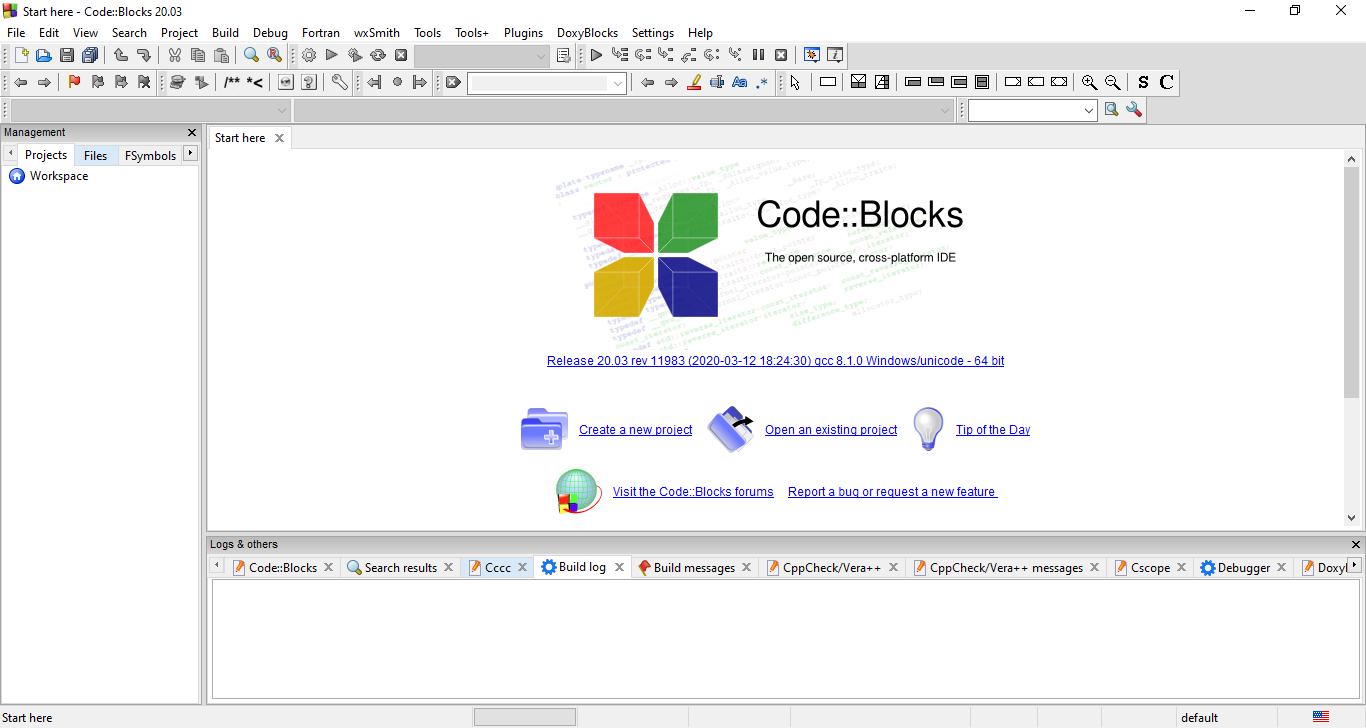 Start here - Code::Blocks 20.03
File Edit View Search Project Build Debug Fortran wxSmith Tools Tools+ Plugins DoxyBlocks Settings Help
/** *<
Aa .*
S C
Management
Start here
Projects Files FSymbols
Workspace
Code::Blocks
The open source, cross-platform IDE
Release 20.03 rev 11983 (2020-03-12 18:24:30) gcc 8.1.0 Windows/unicode - 64 bit
Create a new project Open an existing project Tip of the Day
Visit the Code::Blocks forums Report a bug or request a new feature
Logs & others
Code::Blocks Search results Cccc Build log Build messages CppCheck/Vera++ CppCheck/Vera++ messages Cscope Debugger
Start here default